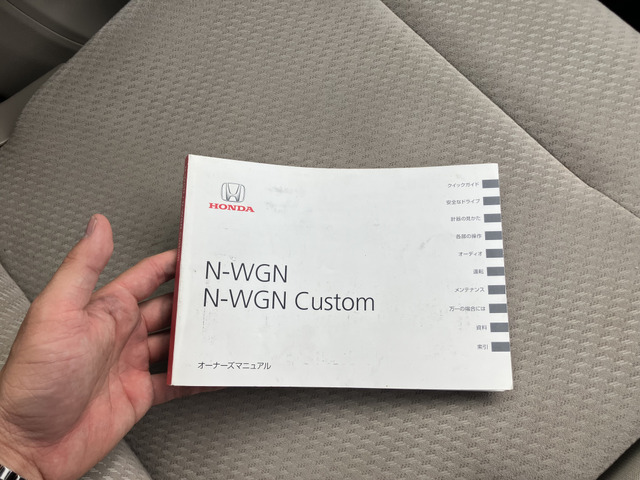 HONDA
N-WGN
N-WGN Custom
オーナーズマニュアル
クイックガイド
安全なドライブ
計器の見かた
各部の操作
オーディオ
運転
メンテナンス
万一の場合には
資料
索引